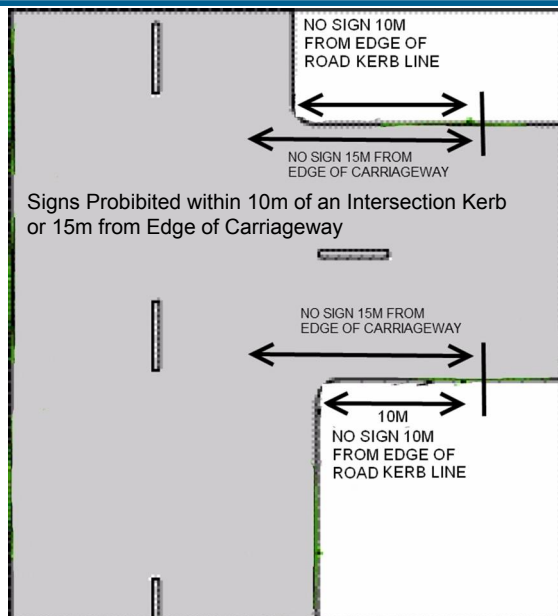 NO SIGN 10M
FROM EDGE OF
ROAD KERB LINE
NO SIGN 15M FROM
EDGE OF CARRIAGEWAY
Signs Probibited within 10m of an Intersection Kerb
or 15m from Edge of Carriageway
NO SIGN 15M FROM
EDGE OF CARRIAGEWAY
10M
NO SIGN 10M
FROM EDGE OF
ROAD KERB LINE